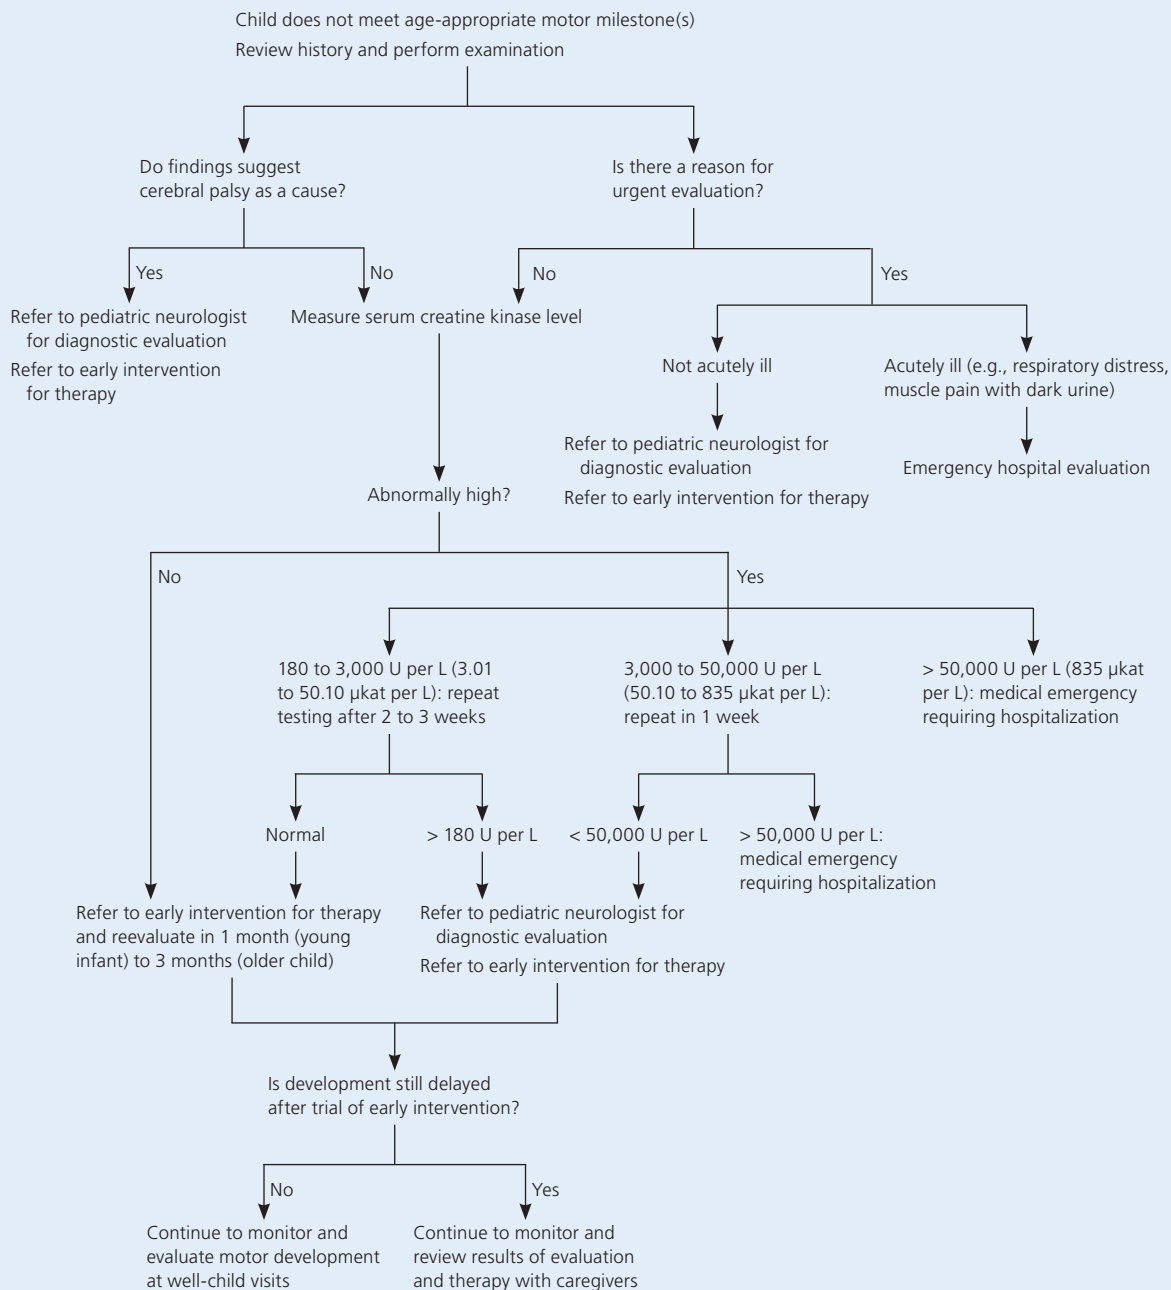 Child does not meet age-appropriate motor milestone(s)
Review history and perform examination
Do findings suggest
cerebral palsy as a cause?
Is there a reason for
urgent evaluation?
Yes
No
No
Yes
Refer to pediatric neurologist
for diagnostic evaluation
Refer to early intervention
for therapy
Measure serum creatine kinase level
Not acutely ill
Acutely ill (e.g., respiratory distress,
muscle pain with dark urine)
Refer to pediatric neurologist for
diagnostic evaluation
Refer to early intervention for therapy
Emergency hospital evaluation
Abnormally high?
No
Yes
180 to 3,000 U per L (3.01
to 50.10 µkat per L): repeat
testing after 2 to 3 weeks
3,000 to 50,000 U per L
(50.10 to 835 µkat per L):
repeat in 1 week
> 50,000 U per L (835 µkat
per L): medical emergency
requiring hospitalization
Normal
> 180 U per L
< 50,000 U per L
> 50,000 U per L:
medical emergency
requiring hospitalization
Refer to early intervention for therapy
and reevaluate in 1 month (young
infant) to 3 months (older child)
Refer to pediatric neurologist for
diagnostic evaluation
Refer to early intervention for therapy
Is development still delayed
after trial of early intervention?
No
Yes
Continue to monitor and
evaluate motor development
at well-child visits
Continue to monitor and
review results of evaluation
and therapy with caregivers